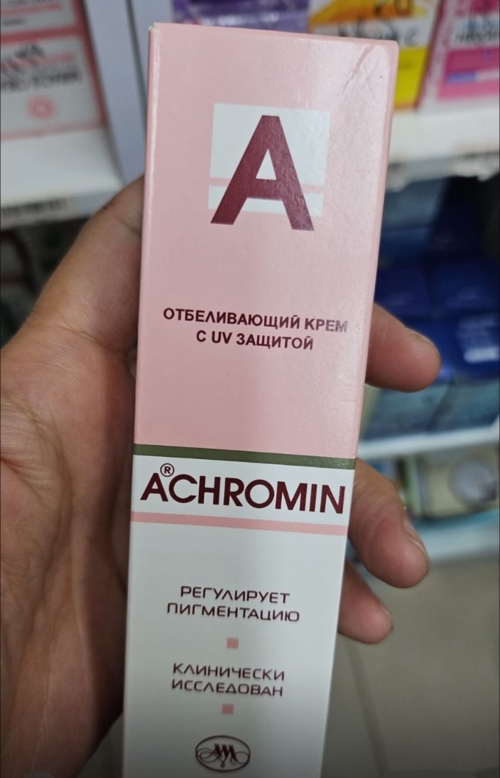 A
ОТБЕЛИВАЮЩИЙ КРЕМ
С UV ЗАЩИТОЙ
ACHROMIN®
РЕГУЛИРУЕТ
ПИГМЕНТАЦИЮ
КЛИНИЧЕСКИ
ИССЛЕДОВАН